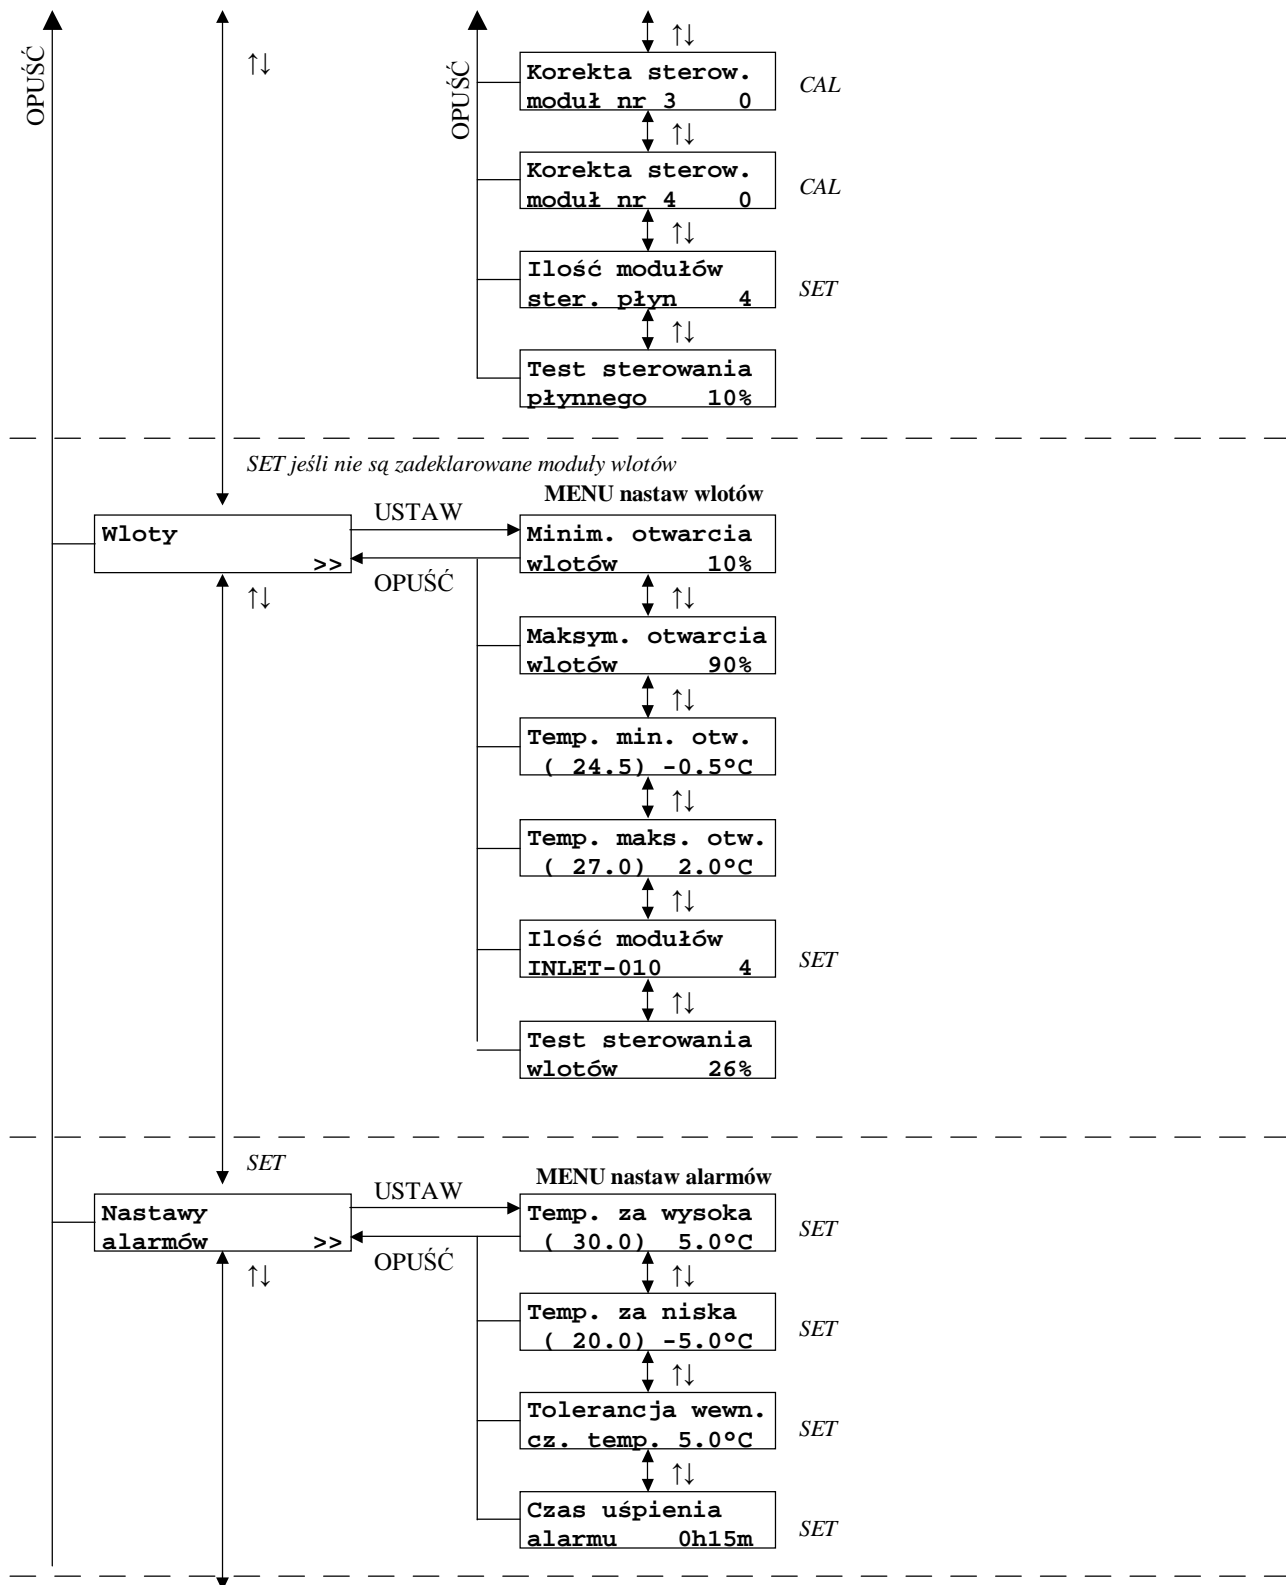 OPUŚĆ
↑↓
OPUŚĆ
↑↓
Korekta sterow.
moduł nr 3 0
CAL
↑↓
Korekta sterow.
moduł nr 4 0
CAL
↑↓
Ilość modułów
ster. płyn 4
SET
↑↓
Test sterowania
płynnego 10%
SET jeśli nie są zadeklarowane moduły wlotów
MENU nastaw wlotów
Wloty
>>
USTAW
OPUŚĆ
↑↓
Minim. otwarcia
wlotów 10%
↑↓
Maksym. otwarcia
wlotów 90%
↑↓
Temp. min. otw.
( 24.5) -0.5°C
↑↓
Temp. maks. otw.
( 27.0) 2.0°C
↑↓
Ilość modułów
INLET-010 4
SET
↑↓
Test sterowania
wlotów 26%
SET
MENU nastaw alarmów
Nastawy
alarmów >>
USTAW
OPUŚĆ
↑↓
Temp. za wysoka
( 30.0) 5.0°C
SET
↑↓
Temp. za niska
( 20.0) -5.0°C
SET
↑↓
Tolerancja wewn.
cz. temp. 5.0°C
SET
↑↓
Czas uśpienia
alarmu 0h15m
SET